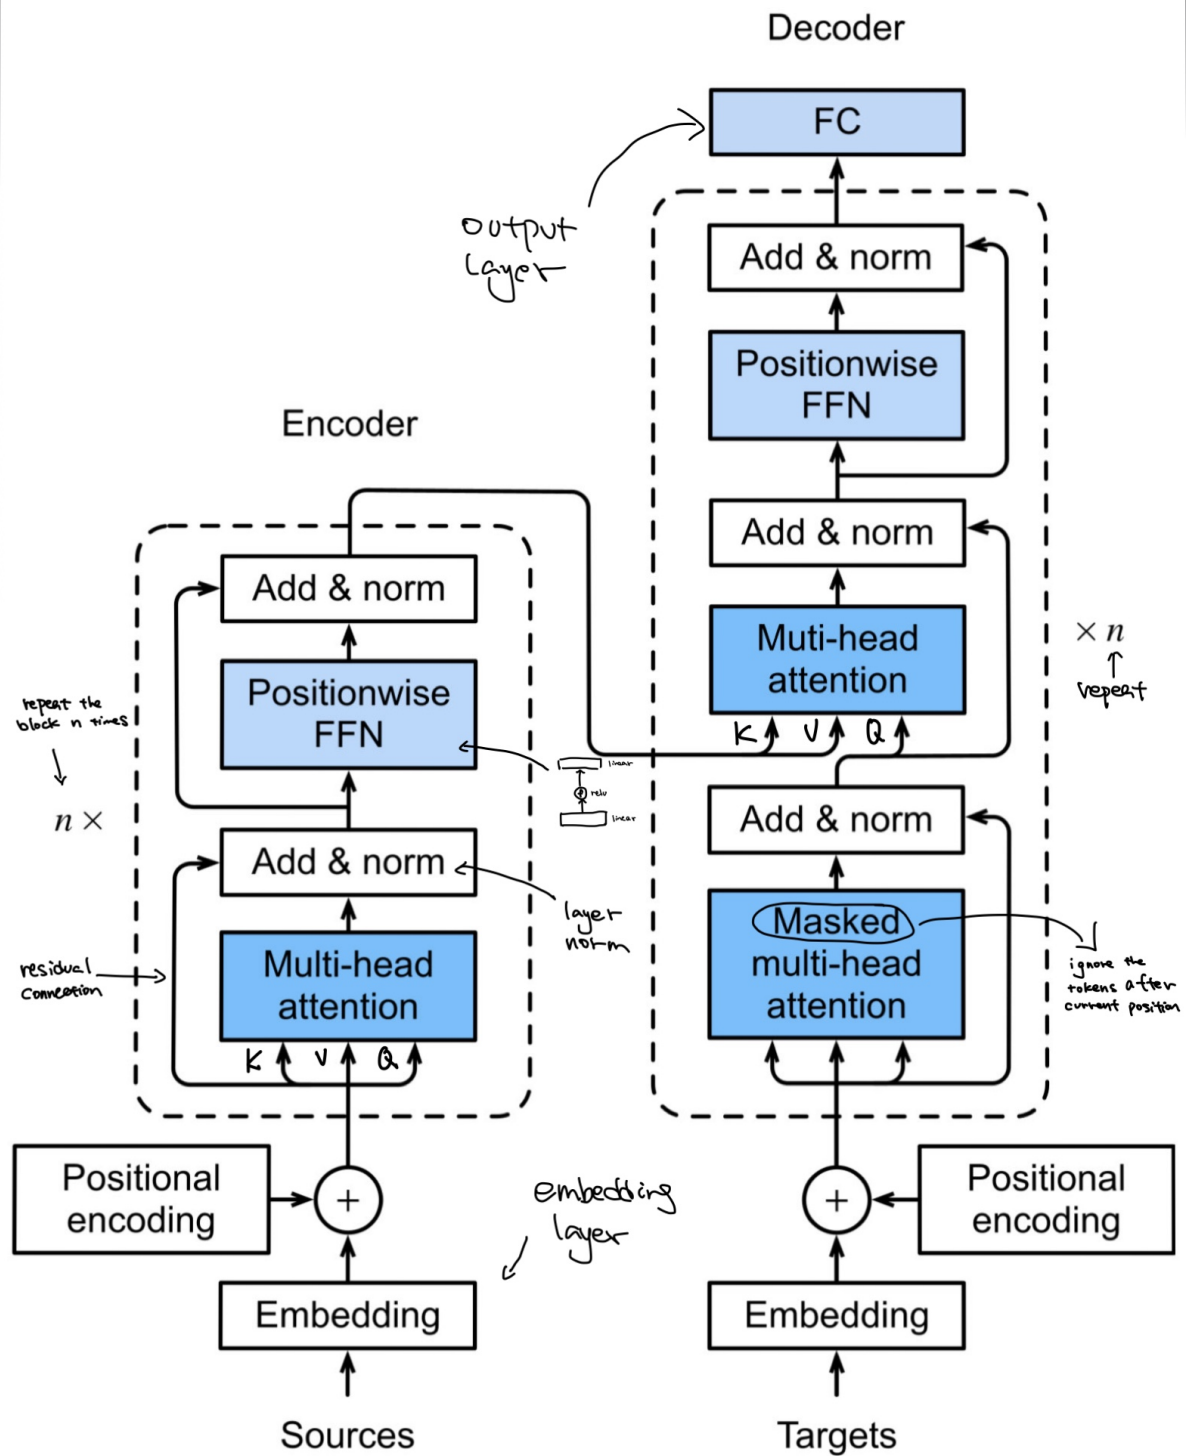 Decoder
FC
output
layer
Add & norm
Positionwise
FFN
Add & norm
Muti-head
attention
K V Q
× n
repeat
Add & norm
Masked
multi-head
attention
ignore the
tokens after
current position
Positional
encoding
+
Embedding
Targets
Encoder
Add & norm
Positionwise
FFN
linear
relu
linear
repeat the
block n times
n ×
Add & norm
layer
norm
Multi-head
attention
residual
connection
K V Q
Positional
encoding
+
embedding
layer
Embedding
Sources